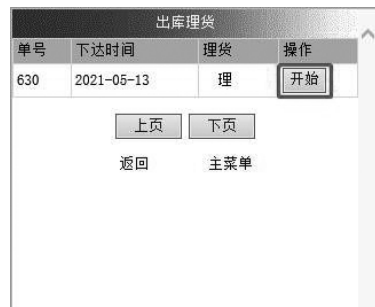 出库理货
单号 下达时间 理货 操作
630 2021-05-13 理 开始
上页 下页
返回 主菜单